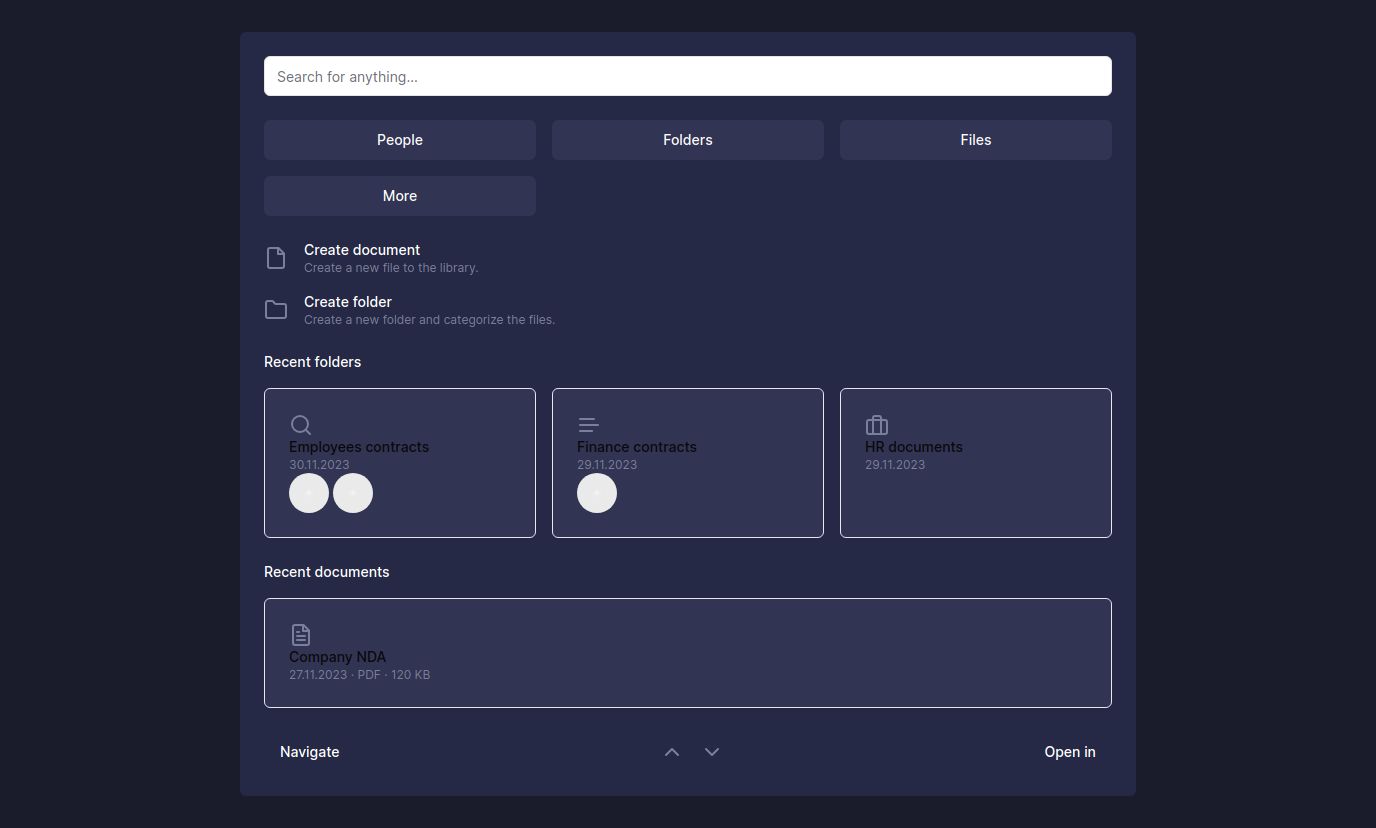 Search for anything...
People
Folders
Files
More
Create document
Create a new file to the library.
Create folder
Create a new folder and categorize the files.
Recent folders
Employees contracts
30.11.2023
Finance contracts
29.11.2023
HR documents
29.11.2023
Recent documents
Company NDA
27.11.2023 · PDF · 120 KB
Navigate
Open in